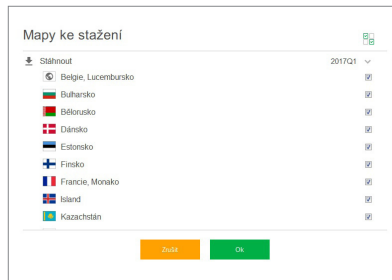 Mapy ke stažení
Stáhnout 2017Q1
Belgie, Lucembursko
Bulharsko
Bělorusko
Dánsko
Estonsko
Finsko
Francie, Monako
Island
Kazachstán
Zrušit Ok